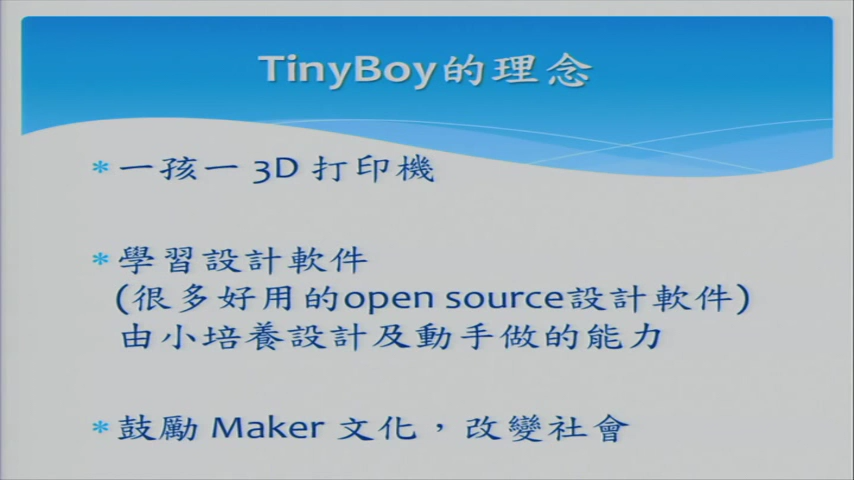 TinyBoy的理念
* 一孩一 3D 打印機
* 學習設計軟件
(很多好用的open source設計軟件)
由小培養設計及動手做的能力
* 鼓勵 Maker 文化，改變社會